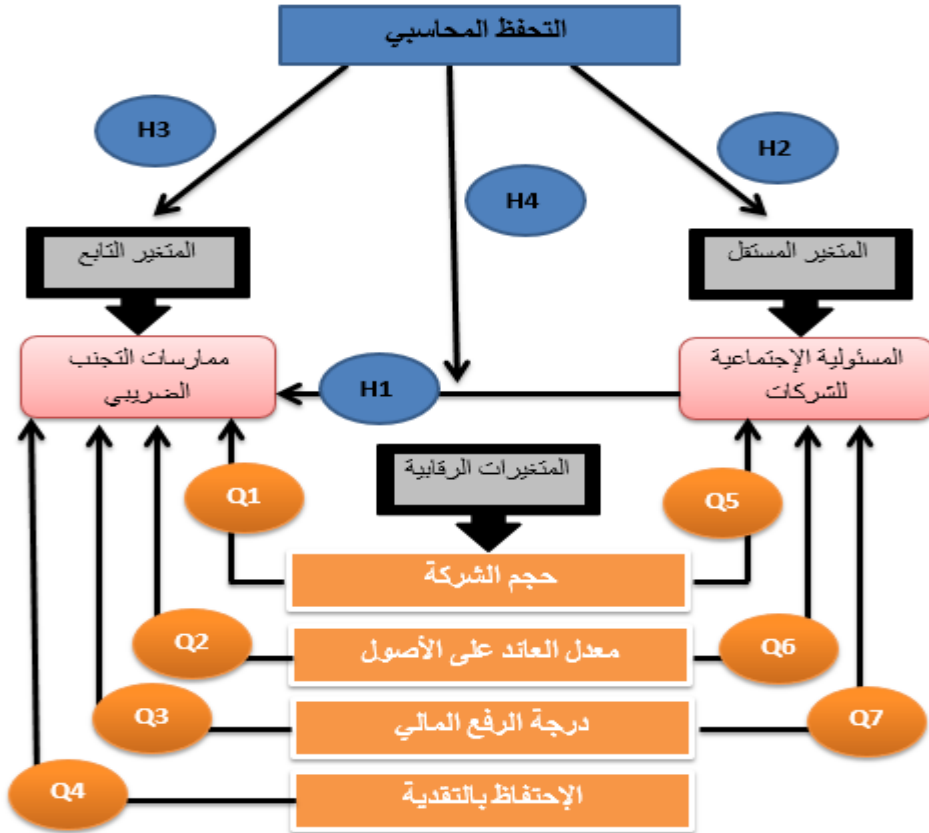 التحفظ المحاسبي
H3
H2
H4
المتغير المستقل
المتغير التابع
المسئولية الإجتماعية
للشركات
ممارسات التجنب
الضريبي
H1
المتغيرات الرقابية
Q1
Q5
حجم الشركة
Q2
معدل العائد على الأصول
Q6
Q3
درجة الرفع المالي
Q7
Q4
الإحتفاظ بالنقدية